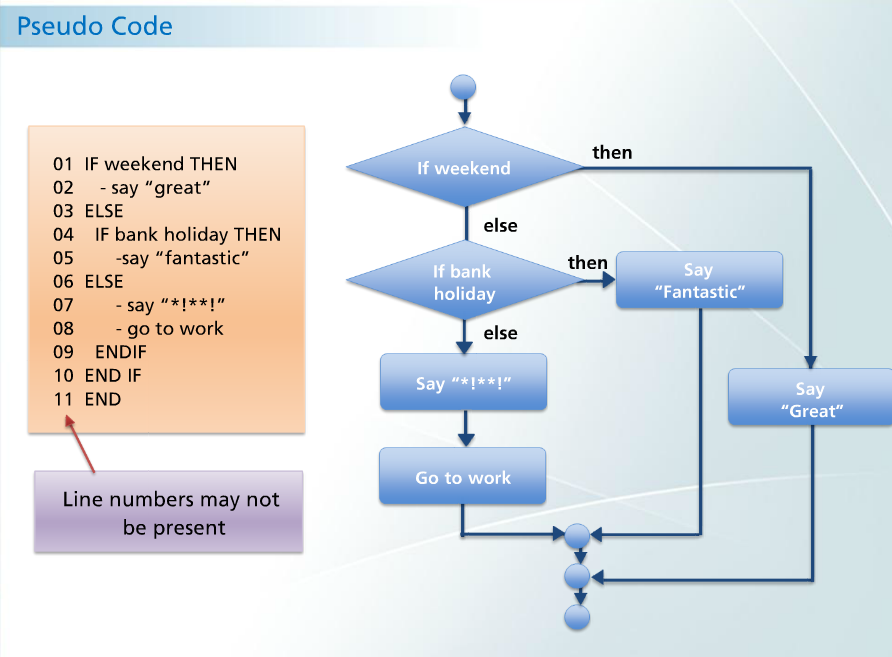 Pseudo Code
01 IF weekend THEN
02 - say “great”
03 ELSE
04 IF bank holiday THEN
05 -say “fantastic”
06 ELSE
07 - say “*!**!”
08 - go to work
09 ENDIF
10 END IF
11 END
Line numbers may not
be present
If weekend
then
else
If bank
holiday
then
Say
“Fantastic”
else
Say “*!**!”
Say
“Great”
Go to work